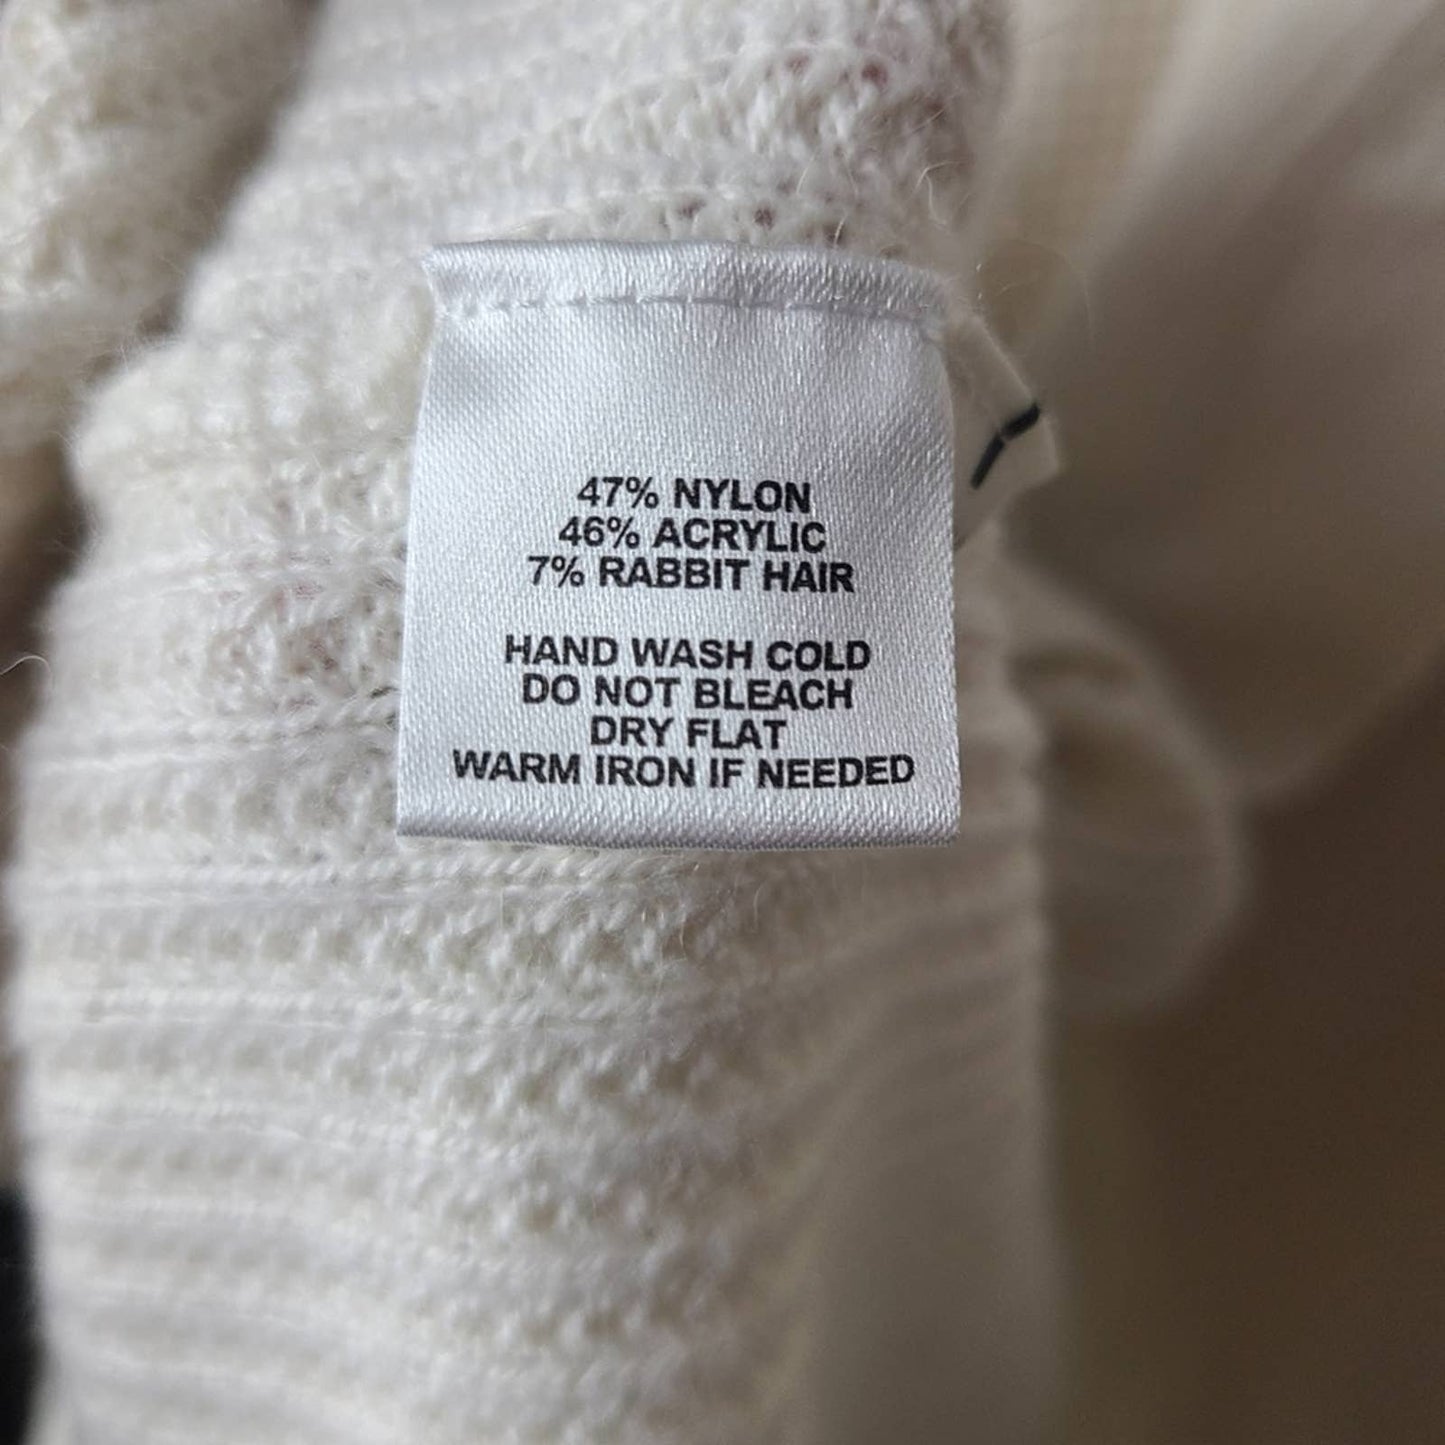 47% NYLON
46% ACRYLIC
7% RABBIT HAIR
HAND WASH COLD
DO NOT BLEACH
DRY FLAT
WARM IRON IF NEEDED